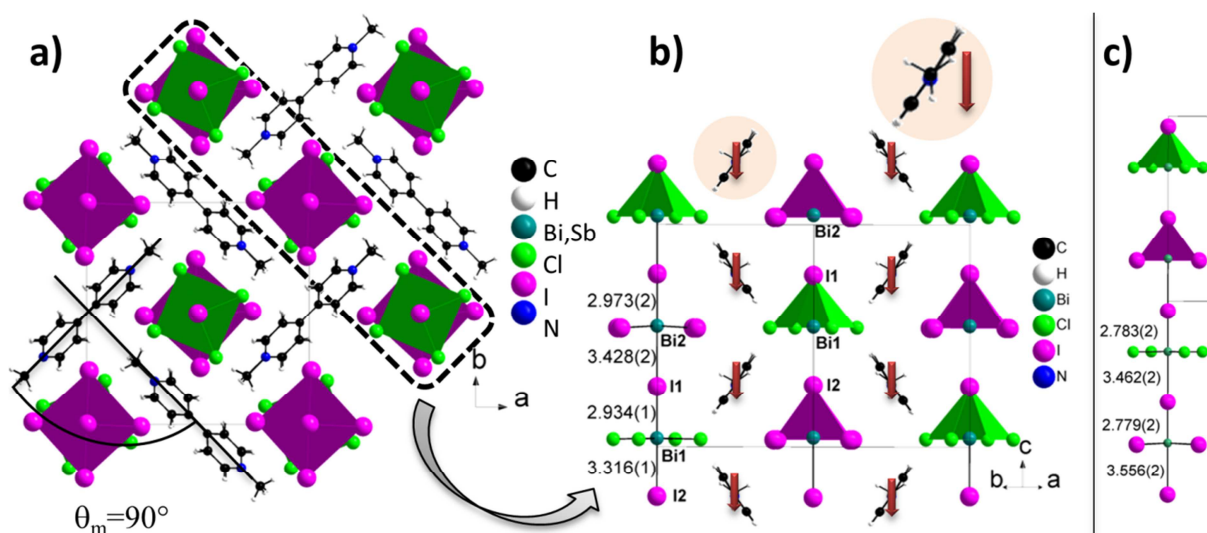 a)
C
H
Bi,Sb
Cl
I
N
b
a
θm=90°
b)
Bi2
I1
2.973(2)
Bi2
Bi1
3.428(2)
I1
I2
2.934(1)
Bi1
Bi2
3.316(1)
I2
C
H
Bi
Cl
I
N
c
b
a
c)
2.783(2)
3.462(2)
2.779(2)
3.556(2)